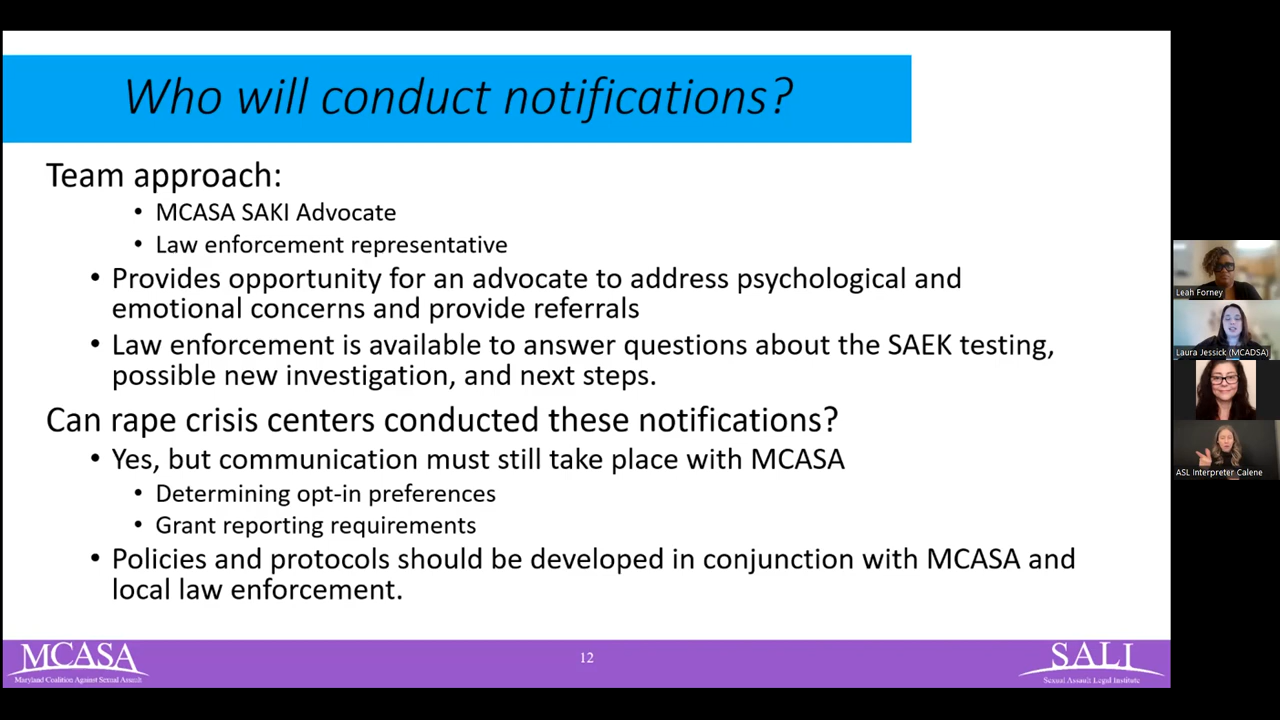 Who will conduct notifications?
Team approach:
• MCASA SAKI Advocate
• Law enforcement representative
• Provides opportunity for an advocate to address psychological and
emotional concerns and provide referrals
• Law enforcement is available to answer questions about the SAEK testing,
possible new investigation, and next steps.
Can rape crisis centers conducted these notifications?
• Yes, but communication must still take place with MCASA
• Determining opt-in preferences
• Grant reporting requirements
• Policies and protocols should be developed in conjunction with MCASA and
local law enforcement.
MCASA
Maryland Coalition Against Sexual Assault
12
SALI
Sexual Assault Legal Institute
Leah Forney
Laura Jessick (MCADSA)
ASL Interpreter Calene